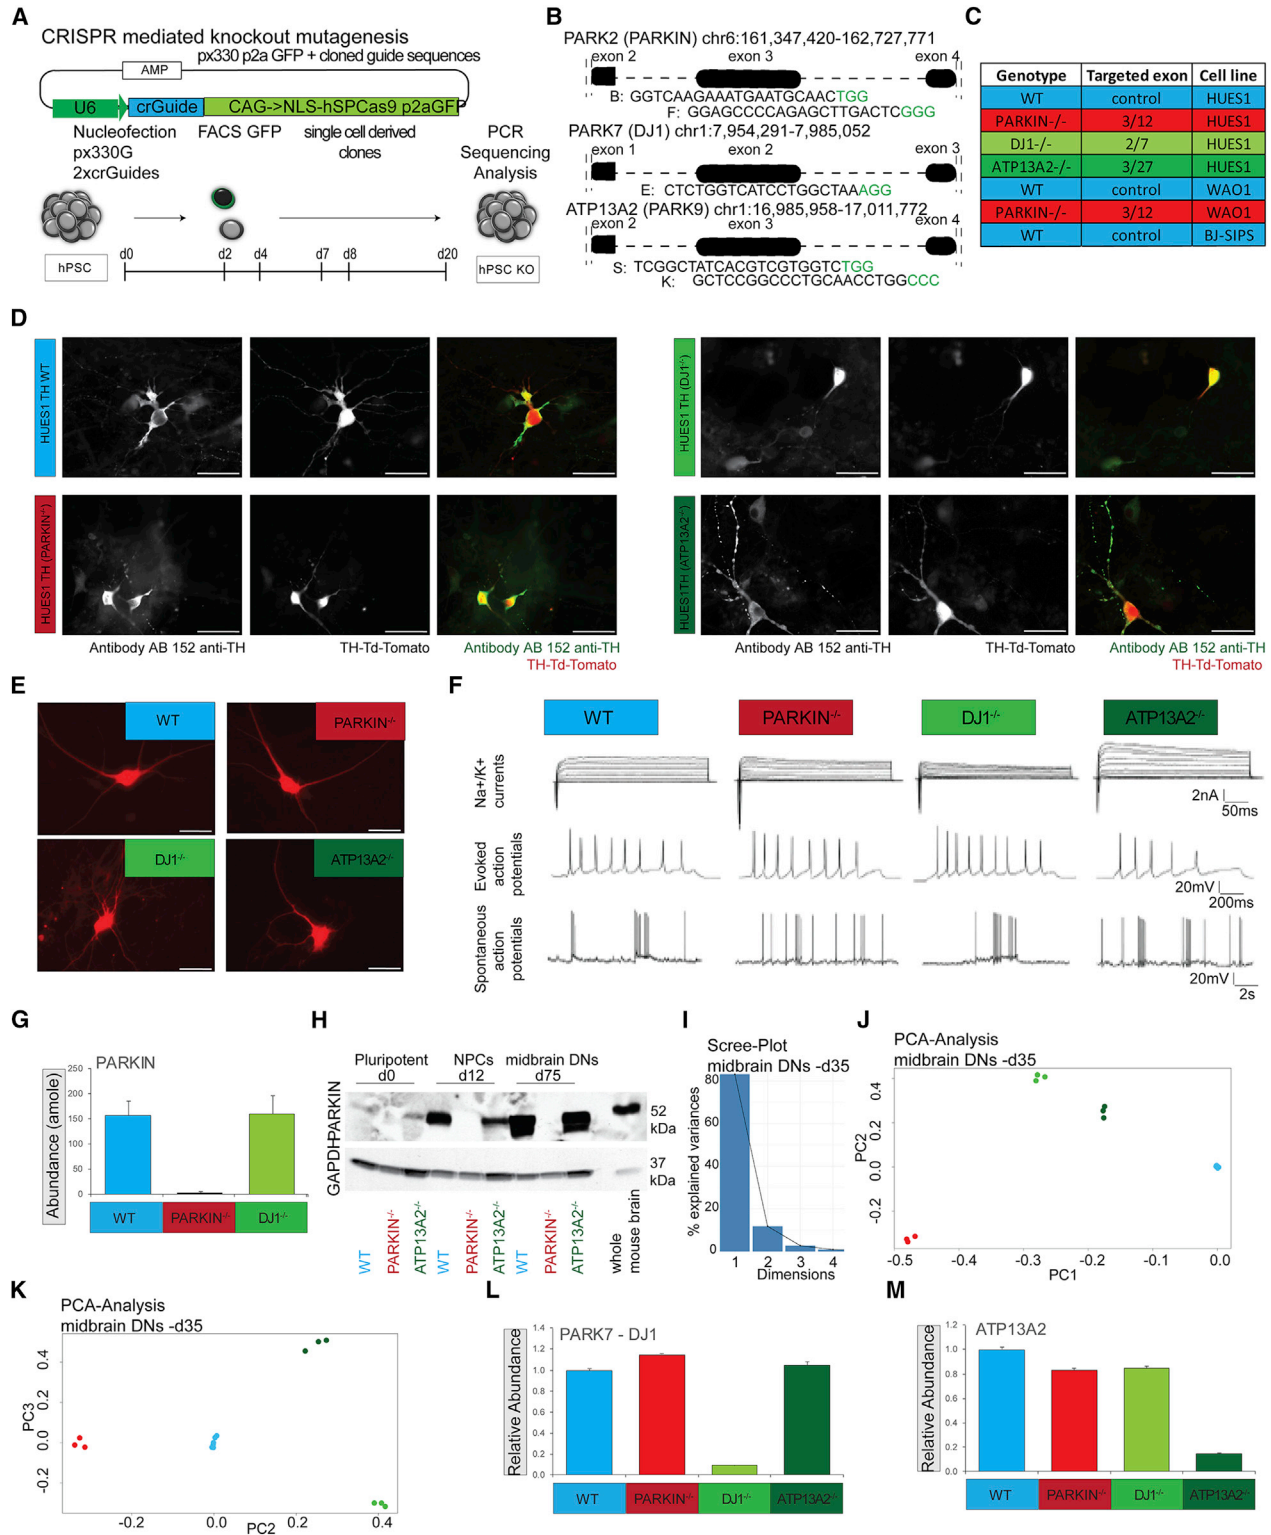 A
CRISPR mediated knockout mutagenesis
px330 p2a GFP + cloned guide sequences
AMP
U6
crGuide
CAG->NLS-hSPCas9 p2aGFP
Nucleofection
px330G
2xcrGuides
FACS GFP
single cell derived
clones
PCR
Sequencing
Analysis
hPSC
d0
d2
d4
d7
d8
d20
hPSC KO
B
PARK2 (PARKIN) chr6:161,347,420-162,727,771
exon 2
exon 3
exon 4
B: GGTCAAGAAATGAATGCAACTGG
F: GGAGCCCCAGAGCTTGACTCGGG
PARK7 (DJ1) chr1:7,954,291-7,985,052
exon 1
exon 2
exon 3
E: CTCTGGTCATCCTGGCTAAAGG
ATP13A2 (PARK9) chr1:16,985,958-17,011,772
exon 2
exon 3
exon 4
S: TCGGCTATCACGTCGTGGTCTGG
K: GCTCCGGCCCTGCAACCTGGCCC
C
Genotype Targeted exon Cell line
WT control HUES1
PARKIN-/- 3/12 HUES1
DJ1-/- 2/7 HUES1
ATP13A2-/- 3/27 HUES1
WT control WAO1
PARKIN-/- 3/12 WAO1
WT control BJ-SIPS
D
HUES1 TH WT
HUES1 TH (DJ1-/-)
HUES1 TH (PARKIN-/-)
HUES1TH (ATP13A2-/-)
Antibody AB 152 anti-TH
TH-Td-Tomato
Antibody AB 152 anti-TH
TH-Td-Tomato
Antibody AB 152 anti-TH
TH-Td-Tomato
Antibody AB 152 anti-TH
TH-Td-Tomato
E
WT
PARKIN-/-
DJ1-/-
ATP13A2-/-
F
WT
PARKIN-/-
DJ1-/-
ATP13A2-/-
Na+/K+
currents
2nA
50ms
Evoked
action
potentials
20mV
200ms
Spontaneous
action
potentials
20mV
2s
G
PARKIN
Abundance (amole)
250
200
150
100
50
0
WT
PARKIN-/-
DJ1-/-
H
Pluripotent
d0
NPCs
d12
midbrain DNs
d75
PARKIN
52
kDa
GAPDH
37
kDa
WT
PARKIN-/-
ATP13A2-/-
WT
PARKIN-/-
ATP13A2-/-
WT
PARKIN-/-
ATP13A2-/-
whole
mouse brain
I
Scree-Plot
midbrain DNs -d35
% explained variances
80
60
40
20
0
1
2
3
4
Dimensions
J
PCA-Analysis
midbrain DNs -d35
PC2
0.4
0.2
0.0
-0.2
-0.5
-0.4
-0.3
-0.2
-0.1
0.0
PC1
K
PCA-Analysis
midbrain DNs -d35
PC3
0.4
0.2
0.0
-0.2
-0.2
0.0
0.2
0.4
PC2
L
PARK7 - DJ1
Relative Abundance
1.4
1.2
1.0
0.8
0.6
0.4
0.2
0.0
WT
PARKIN-/-
DJ1-/-
ATP13A2-/-
M
ATP13A2
Relative Abundance
1.2
1.0
0.8
0.6
0.4
0.2
0.0
WT
PARKIN-/-
DJ1-/-
ATP13A2-/-